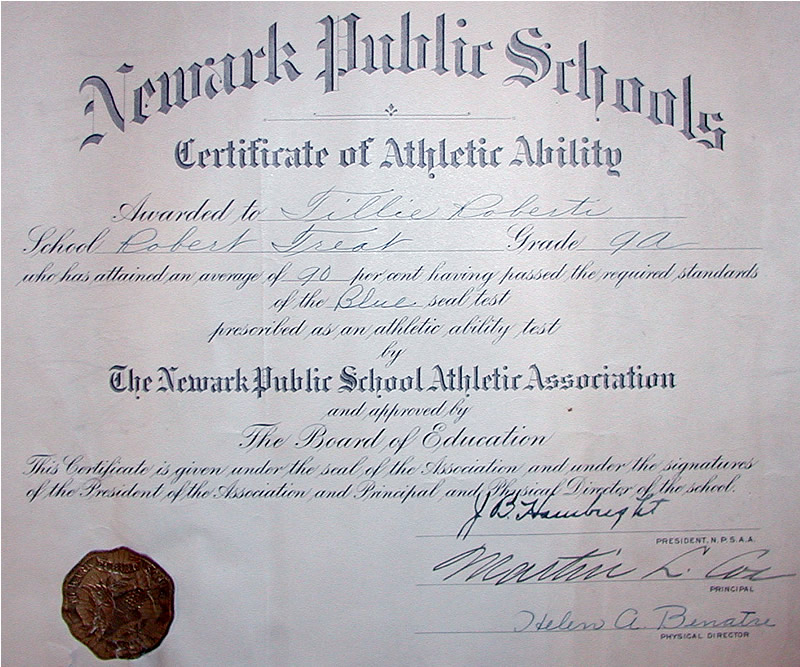 Newark Public Schools
Certificate of Athletic Ability
Awarded to Tillie Roberti
School Robert Treat Grade 9A
who has attained an average of 90 per cent having passed the required standards
of the Blue seal test
prescribed as an athletic ability test
by
The Newark Public School Athletic Association
and approved by
The Board of Education
This Certificate is given under the seal of the Association and under the signatures
of the President of the Association and Principal and Physical Director of the school.
J B Hambright
PRESIDENT, N. P. S. A. A.
Martin L. Cox
PRINCIPAL
Helen A.
PHYSICAL DIRECTOR